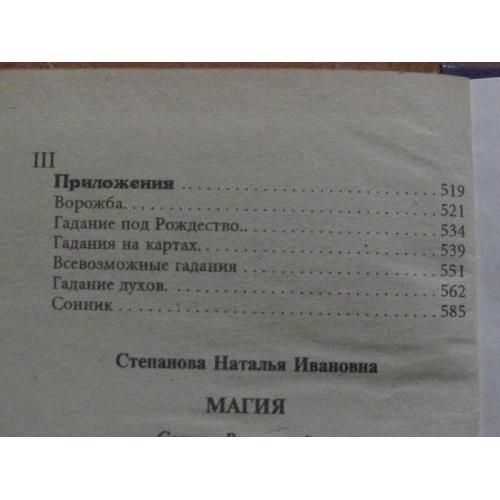 III
Приложения ........................ 519
Ворожба. ........................... 521
Гадание под Рождество.. .................. 534
Гадания на картах. ........................ 539
Всевозможные гадания ................... 551
Гадание духов. ........................... 562
Сонник ................................. 585
Степанова Наталья Ивановна
МАГИЯ